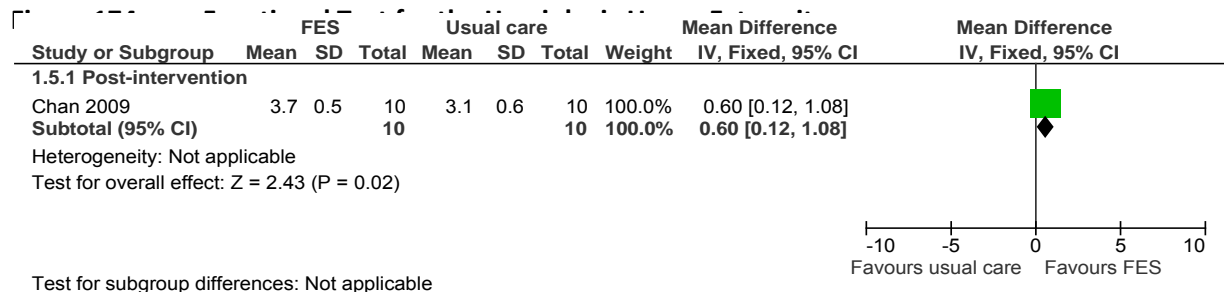 FES Usual care Mean Difference Mean Difference
Study or Subgroup Mean SD Total Mean SD Total Weight IV, Fixed, 95% CI IV, Fixed, 95% CI
1.5.1 Post-intervention
Chan 2009 3.7 0.5 10 3.1 0.6 10 100.0% 0.60 [0.12, 1.08]
Subtotal (95% CI) 10 10 100.0% 0.60 [0.12, 1.08]
Heterogeneity: Not applicable
Test for overall effect: Z = 2.43 (P = 0.02)
-10 -5 0 5 10
Favours usual care Favours FES
Test for subgroup differences: Not applicable